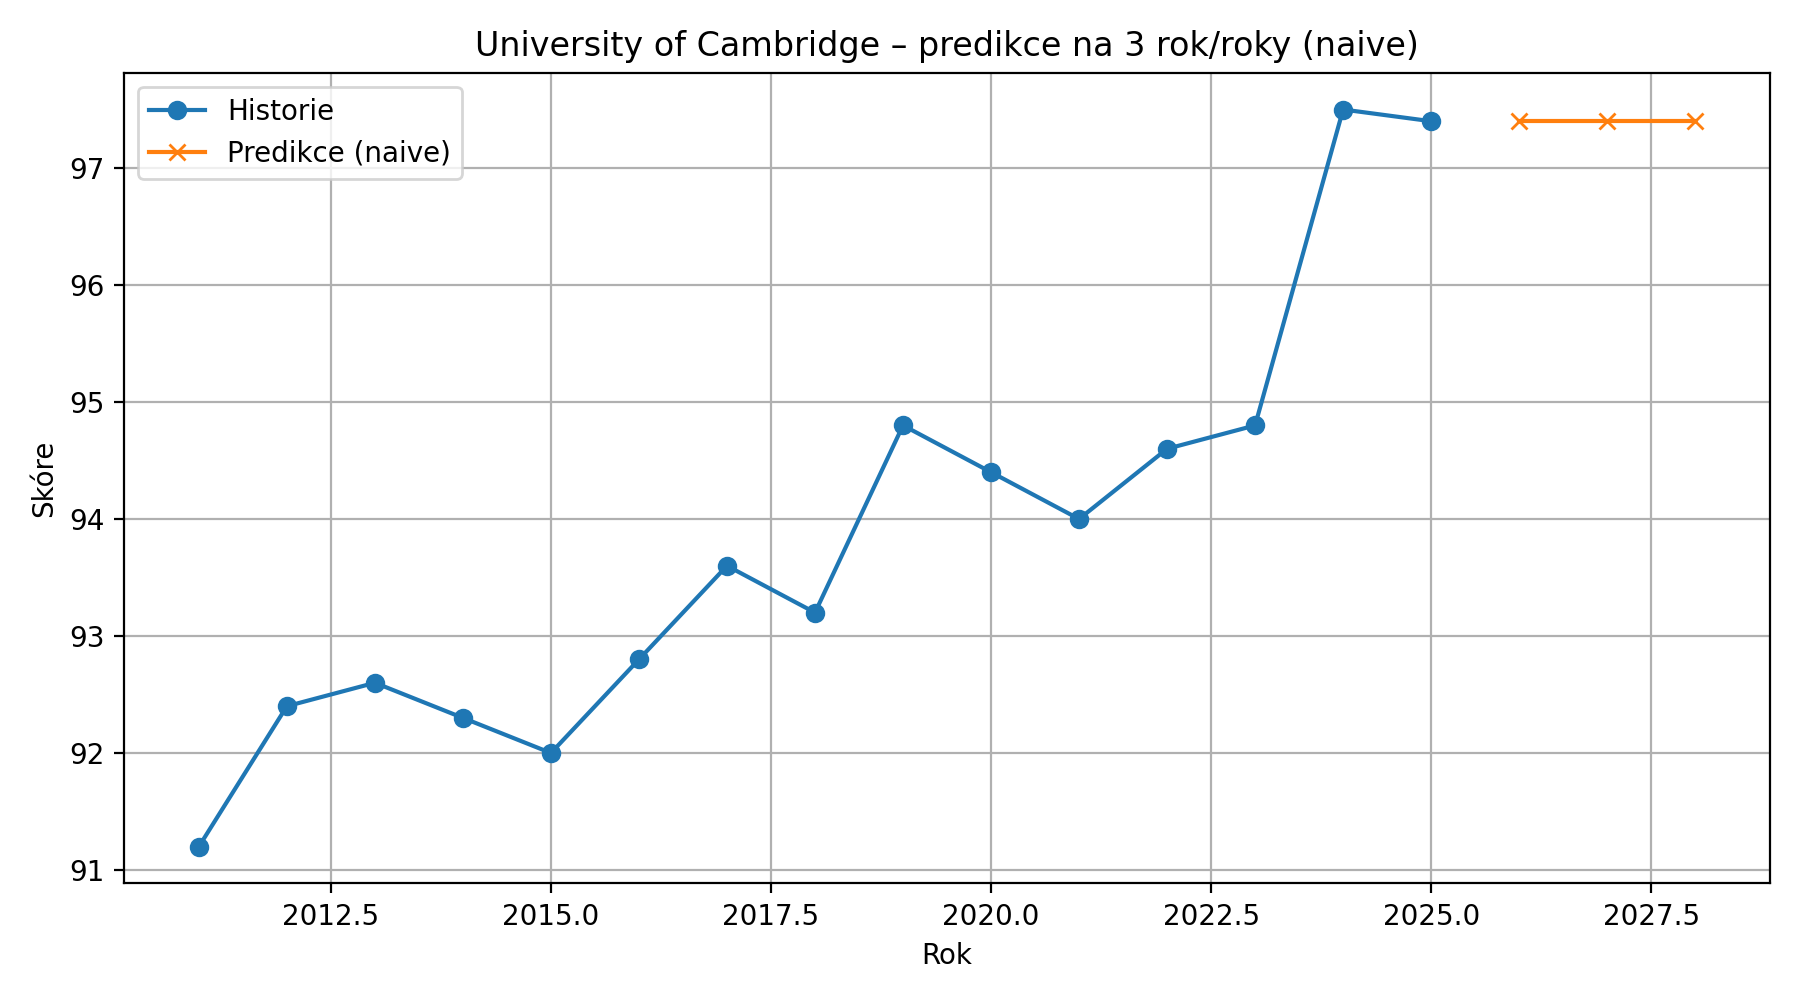 University of Cambridge – predikce na 3 rok/roky (naive)
Historie
Predikce (naive)
97
96
95
94
93
92
91
Skóre
2012.5 2015.0 2017.5 2020.0 2022.5 2025.0 2027.5
Rok